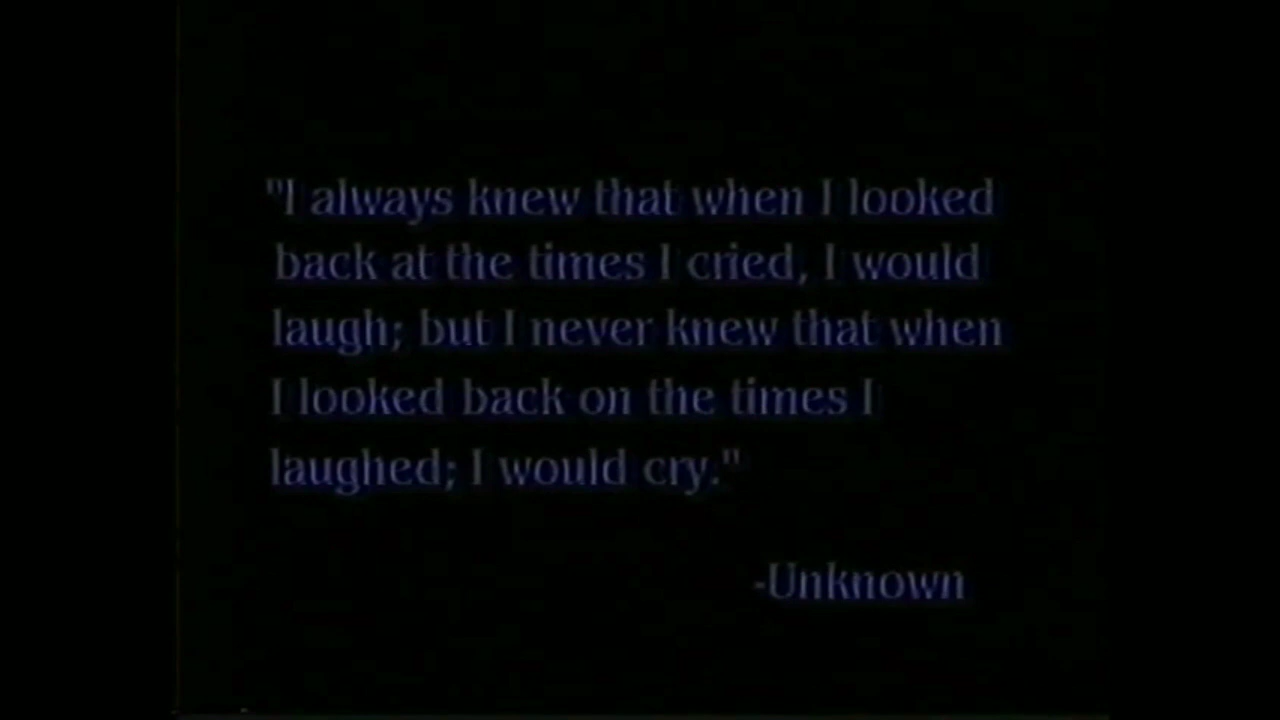 "I always knew that when I looked
back at the times I cried, I would
laugh; but I never knew that when
I looked back on the times I
laughed; I would cry."
-Unknown